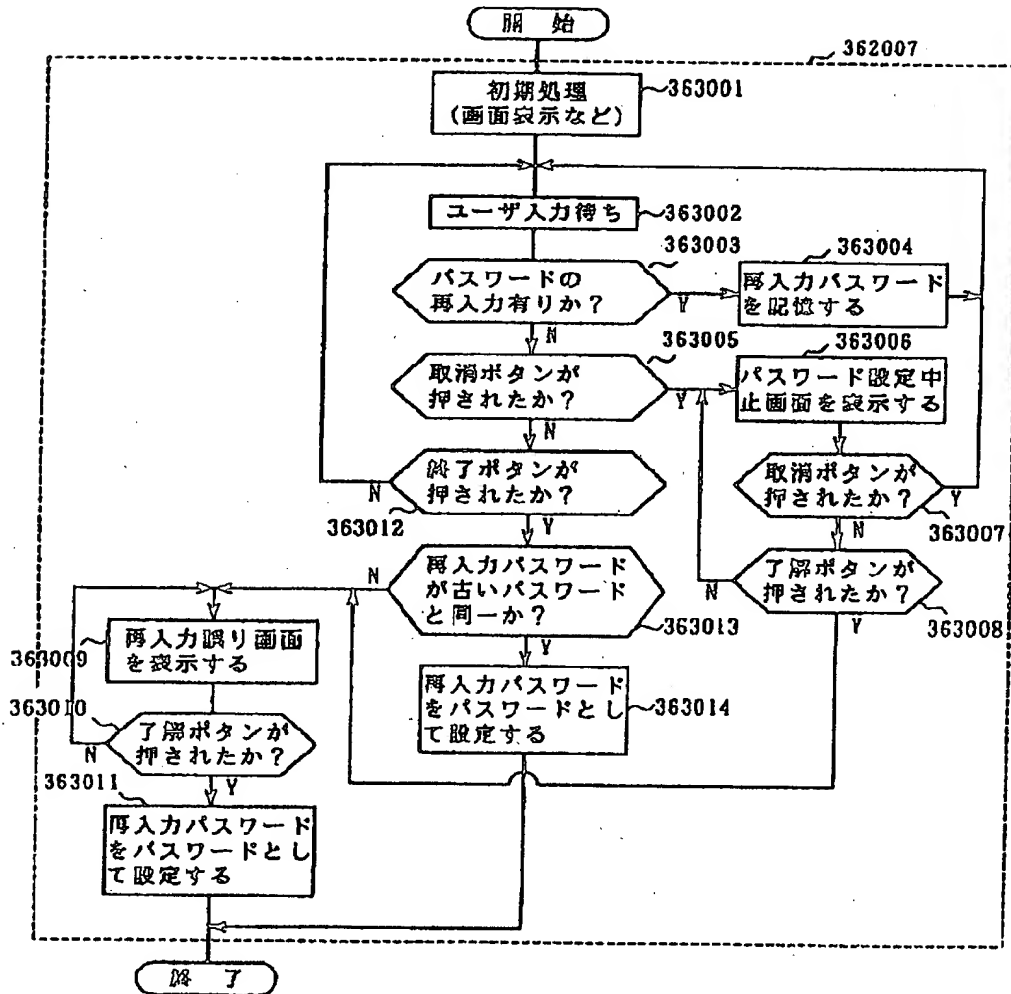 開 始
362007
初期処理
(画面表示など)
363001
ユーザ入力待ち
363002
363003
パスワードの
再入力有りか?
Y
N
363004
再入力パスワード
を記憶する
363005
取消ボタンが
押されたか?
Y
N
363006
パスワード設定中
止画面を表示する
終了ボタンが
押されたか?
N
Y
363012
取消ボタンが
押されたか?
Y
N
363007
再入力パスワード
が古いパスワード
と同一か?
N
Y
363013
了解ボタンが
押されたか?
N
Y
363008
再入力誤り画面
を表示する
363009
再入力パスワード
をパスワードとし
て設定する
363014
363010
了解ボタンが
押されたか?
N
Y
363011
再入力パスワード
をパスワードとし
て設定する
終 了